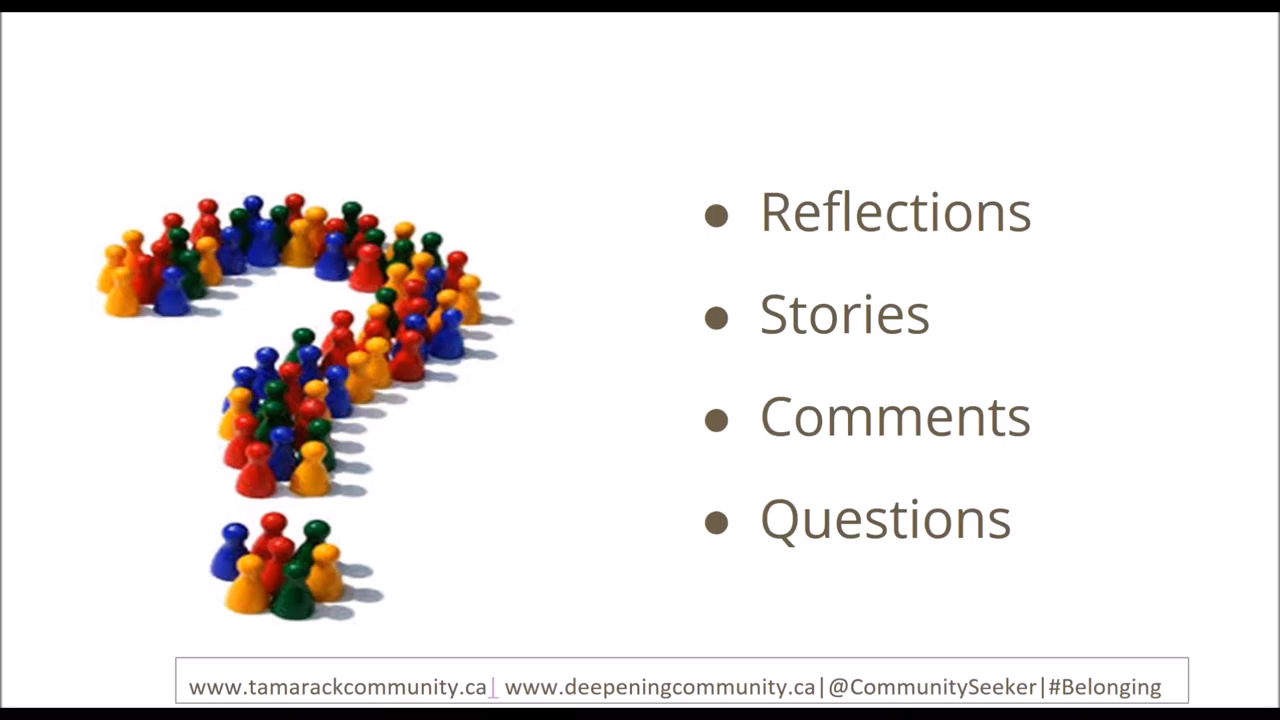 ● Reflections
● Stories
● Comments
● Questions
www.tamarackcommunity.ca| www.deepeningcommunity.ca|@CommunitySeeker|#Belonging